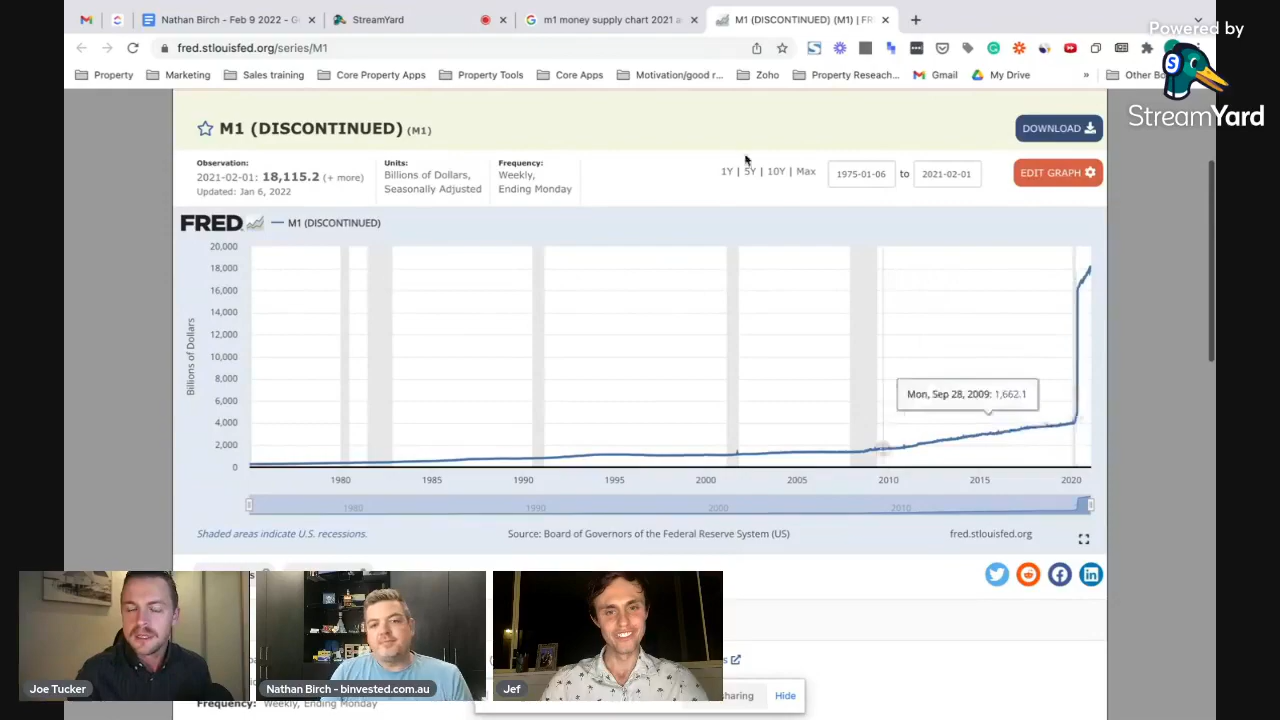 Nathan Birch - Feb 9 2022 - G
StreamYard
m1 money supply chart 2021 a
M1 (DISCONTINUED) (M1) | FR
Powered by
StreamYard
fred.stlouisfed.org/series/M1
Property
Marketing
Sales training
Core Property Apps
Property Tools
Core Apps
Motivation/good r...
Zoho
Property Reseach...
Gmail
My Drive
»
Other Bo
M1 (DISCONTINUED) (M1)
DOWNLOAD
Observation:
2021-02-01: 18,115.2 (+ more)
Updated: Jan 6, 2022
Units:
Billions of Dollars,
Seasonally Adjusted
Frequency:
Weekly,
Ending Monday
1Y | 5Y | 10Y | Max
1975-01-06 to 2021-02-01
EDIT GRAPH
FRED
M1 (DISCONTINUED)
20,000
18,000
16,000
14,000
12,000
10,000
8,000
6,000
4,000
2,000
0
Billions of Dollars
Mon, Sep 28, 2009: 1,662.1
1980 1985 1990 1995 2000 2005 2010 2015 2020
1980 1990 2000 2010
Shaded areas indicate U.S. recessions.
Source: Board of Governors of the Federal Reserve System (US)
fred.stlouisfed.org
Joe Tucker
Nathan Birch - binvested.com.au
Jef
sharing
Hide
Frequency: Weekly, Ending Monday